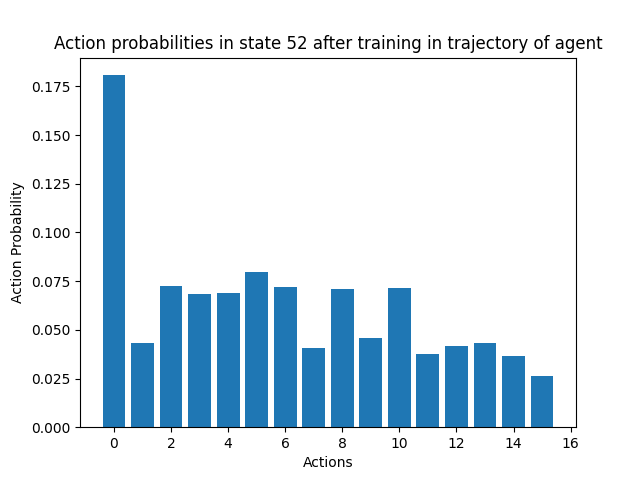 Action probabilities in state 52 after training in trajectory of agent
0.175
0.150
0.125
0.100
0.075
0.050
0.025
0.000
Action Probability
0 2 4 6 8 10 12 14 16
Actions